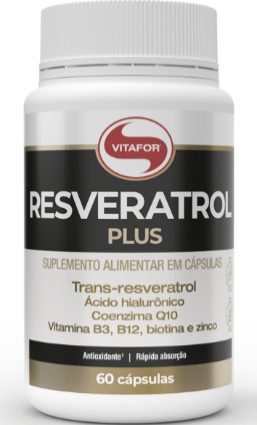 VITAFOR
RESVERATROL
PLUS
SUPLEMENTO ALIMENTAR EM CÁPSULAS
Trans-resveratrol
Ácido hialurônico
Coenzima Q10
Vitamina B3, B12, biotina e zinco
Antioxidante¹ | Rápida absorção
60 cápsulas